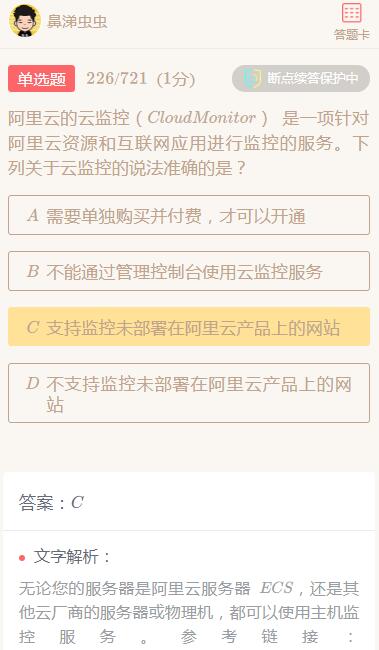 鼻涕虫虫
答题卡
单选题 226/721 (1分) 断点续答保护中
阿里云的云监控（CloudMonitor） 是一项针对
阿里云资源和互联网应用进行监控的服务。下
列关于云监控的说法准确的是？
A 需要单独购买并付费，才可以开通
B 不能通过管理控制台使用云监控服务
C 支持监控未部署在阿里云产品上的网站
D 不支持监控未部署在阿里云产品上的网
站
答案：C
文字解析：
无论您的服务器是阿里云服务器 ECS，还是其
他云厂商的服务器或物理机，都可以使用主机监
控服务。参考链接：